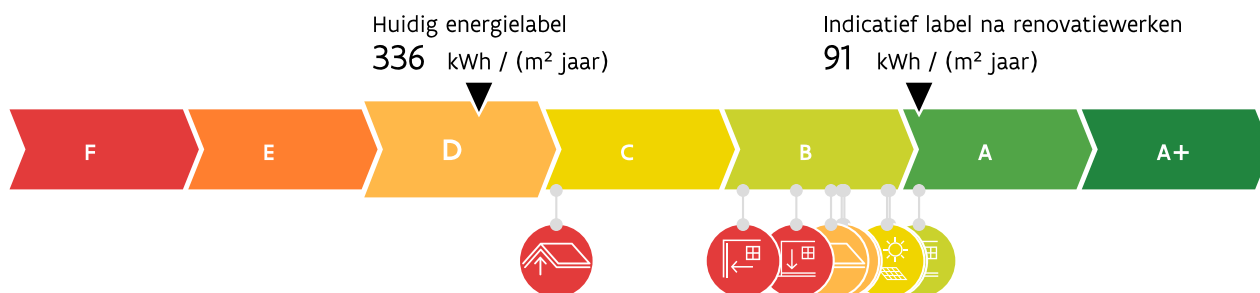 Huidig energielabel
336 kWh / (m² jaar)
Indicatief label na renovatiewerken
91 kWh / (m² jaar)
F E D C B A A+